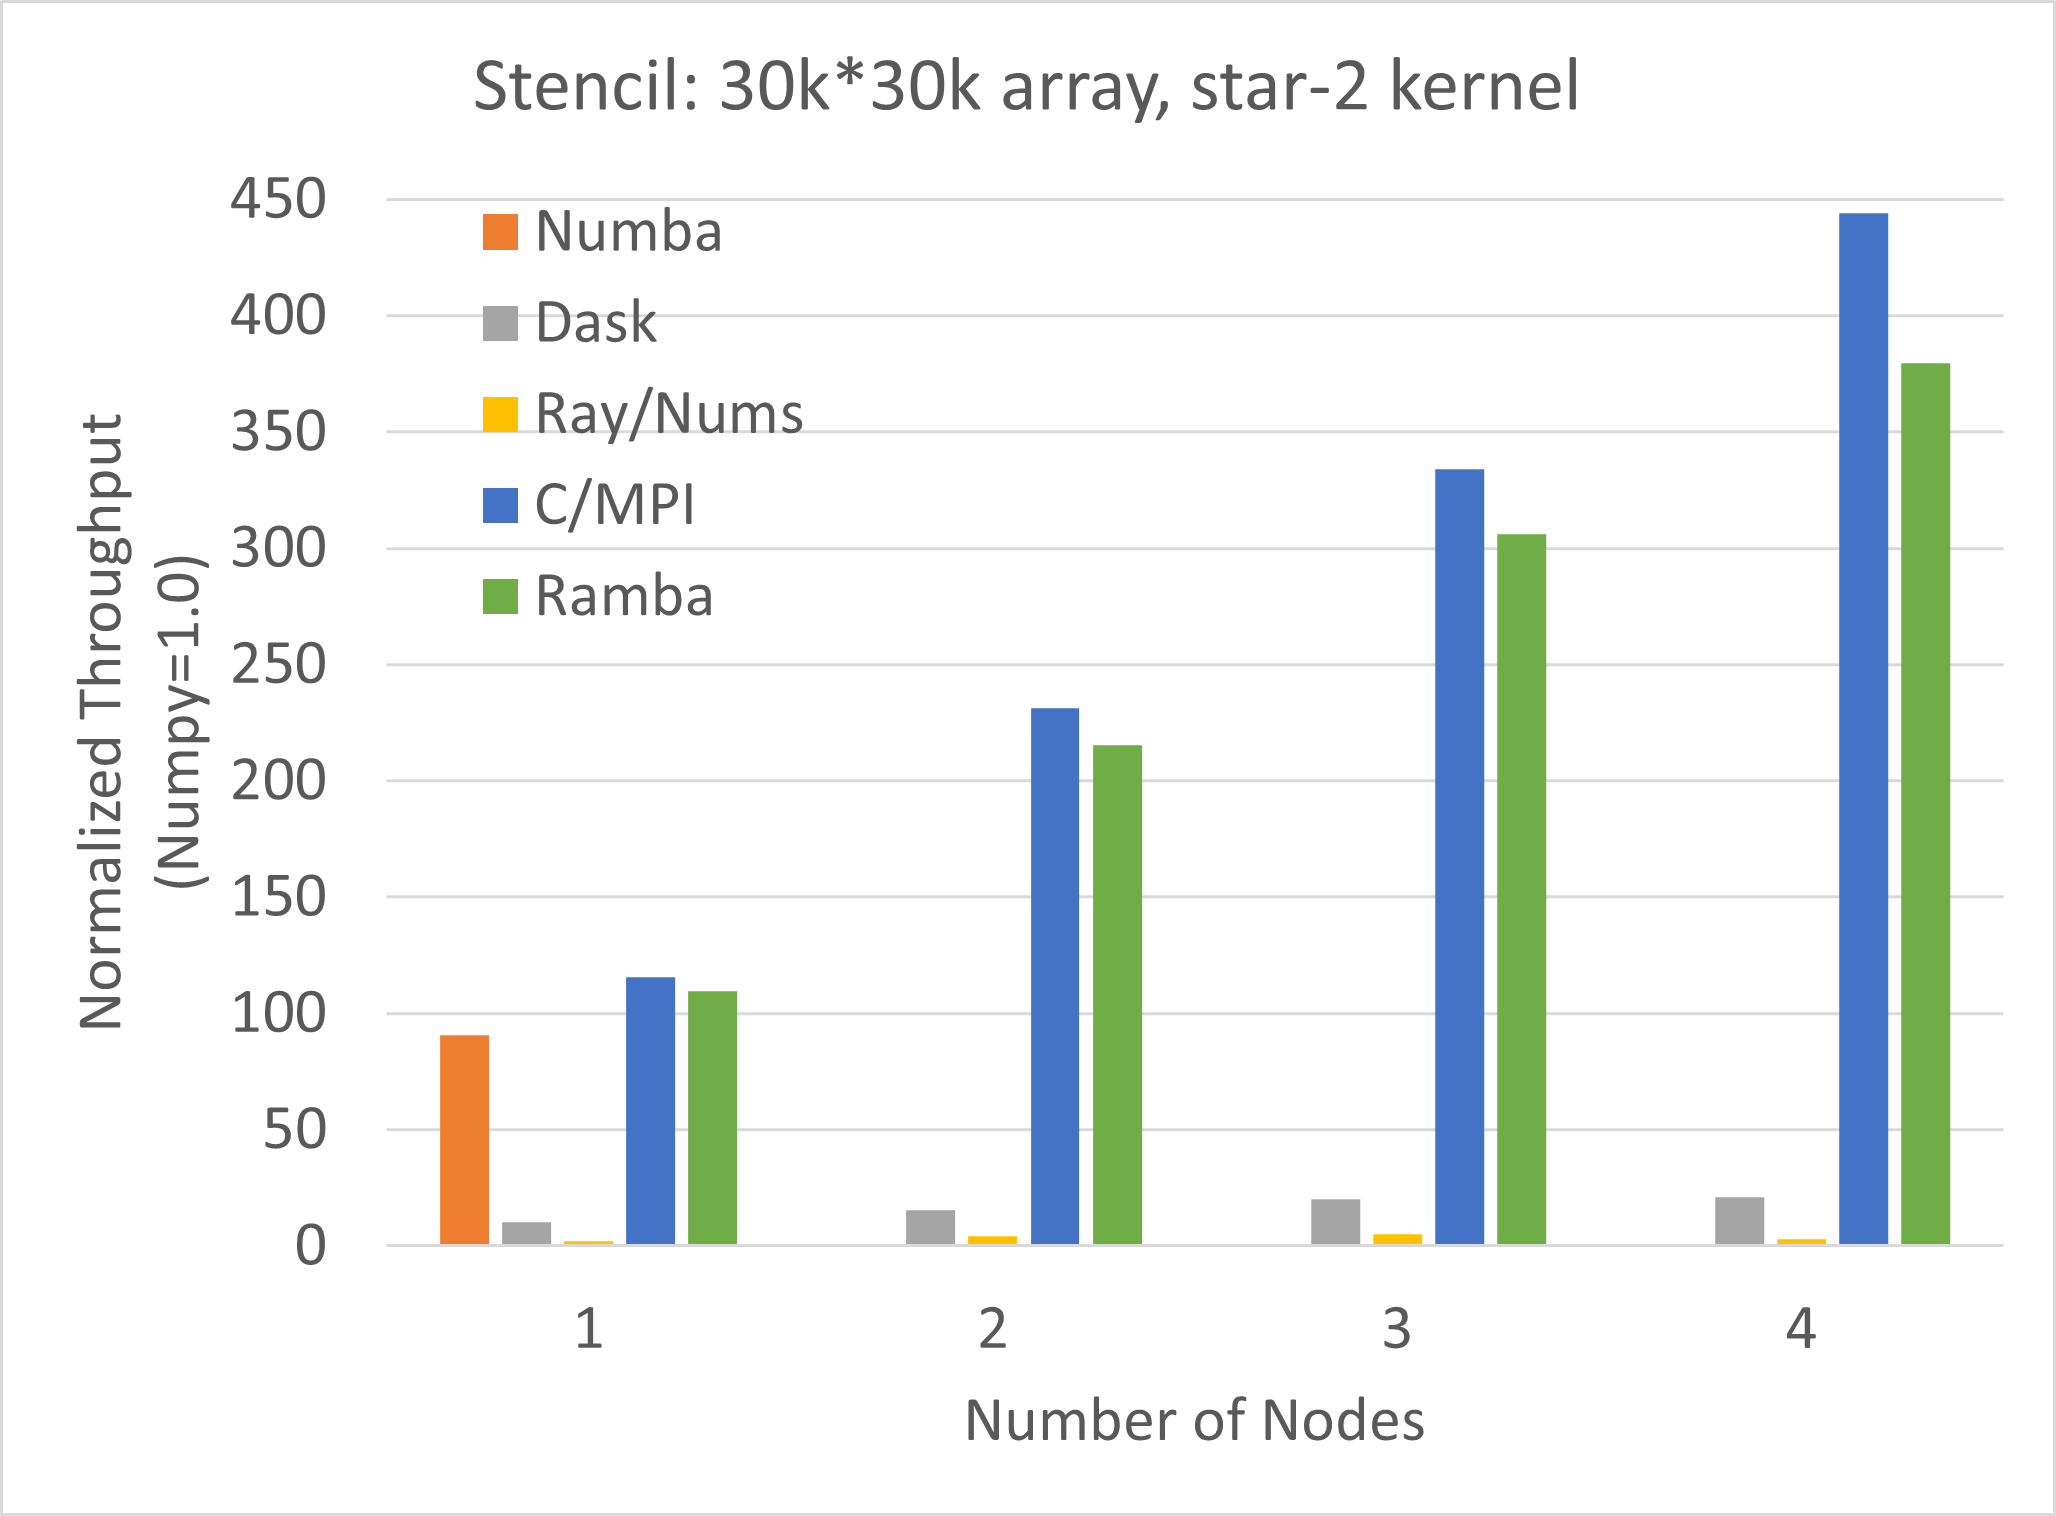 Stencil: 30k*30k array, star-2 kernel
Normalized Throughput
(Numpy=1.0)
450
400
350
300
250
200
150
100
50
0
Numba
Dask
Ray/Nums
C/MPI
Ramba
1 2 3 4
Number of Nodes